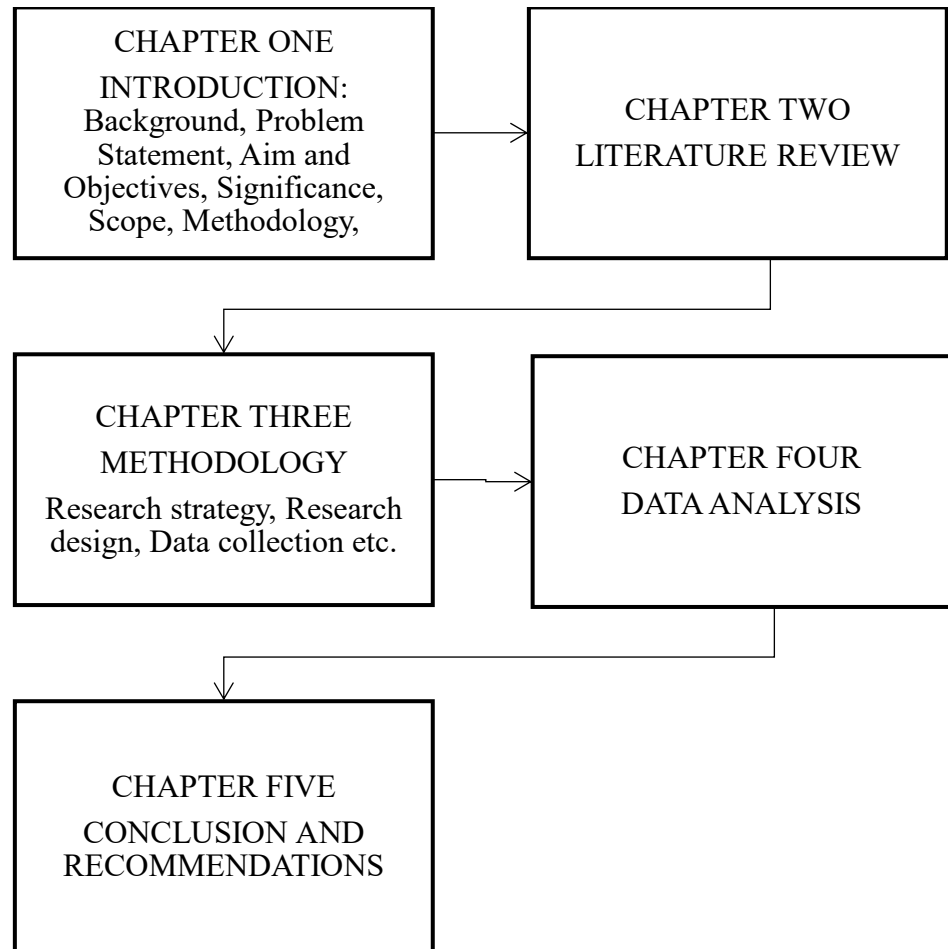 CHAPTER ONE
INTRODUCTION:
Background, Problem
Statement, Aim and
Objectives, Significance,
Scope, Methodology,
CHAPTER TWO
LITERATURE REVIEW
CHAPTER THREE
METHODOLOGY
Research strategy, Research
design, Data collection etc.
CHAPTER FOUR
DATA ANALYSIS
CHAPTER FIVE
CONCLUSION AND
RECOMMENDATIONS